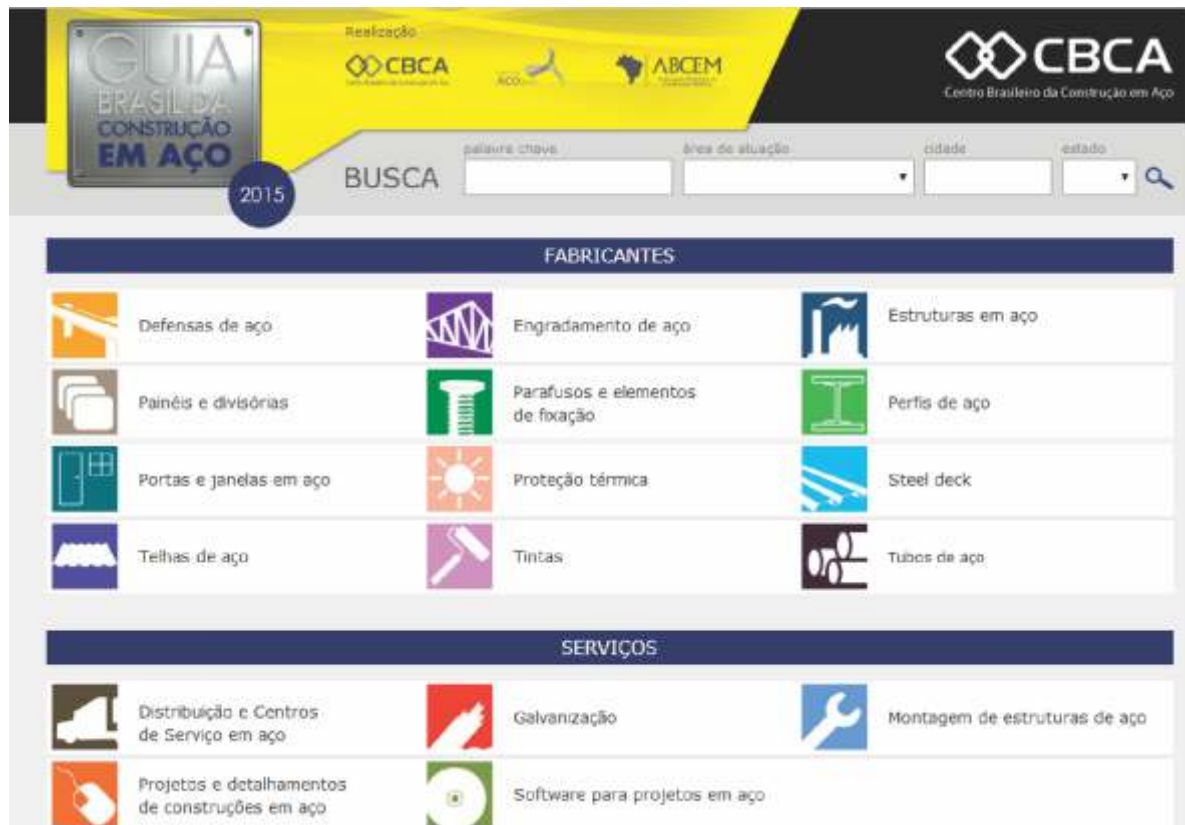 GUIA
BRASIL DA
CONSTRUÇÃO
EM AÇO
2015
Realização
CBCA
AÇO
ABCEM
CBCA
Centro Brasileiro da Construção em Aço
BUSCA
palavra chave
área de atuação
cidade
estado
FABRICANTES
Defensas de aço
Engradamento de aço
Estruturas em aço
Painéis e divisórias
Parafusos e elementos
de fixação
Perfis de aço
Portas e janelas em aço
Proteção térmica
Steel deck
Telhas de aço
Tintas
Tubos de aço
SERVIÇOS
Distribuição e Centros
de Serviço em aço
Galvanização
Montagem de estruturas de aço
Projetos e detalhamentos
de construções em aço
Software para projetos em aço